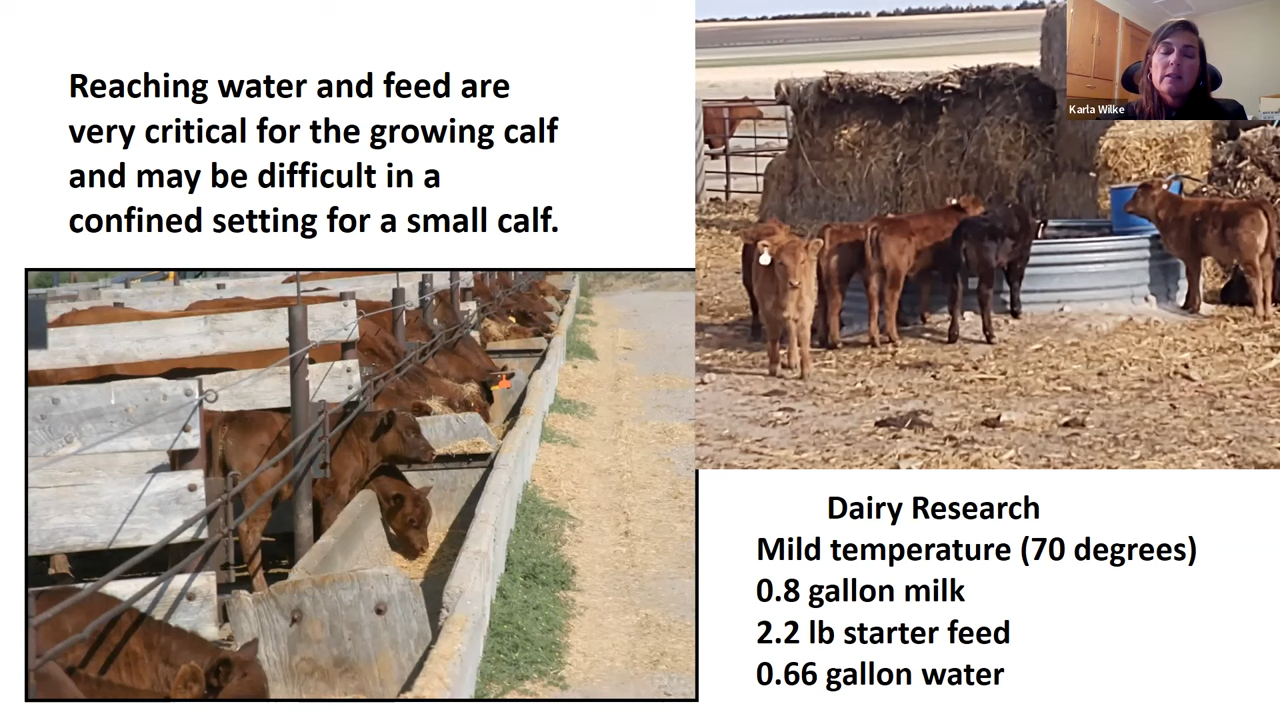 Reaching water and feed are
very critical for the growing calf
and may be difficult in a
confined setting for a small calf.
Karla Wilke
Dairy Research
Mild temperature (70 degrees)
0.8 gallon milk
2.2 lb starter feed
0.66 gallon water